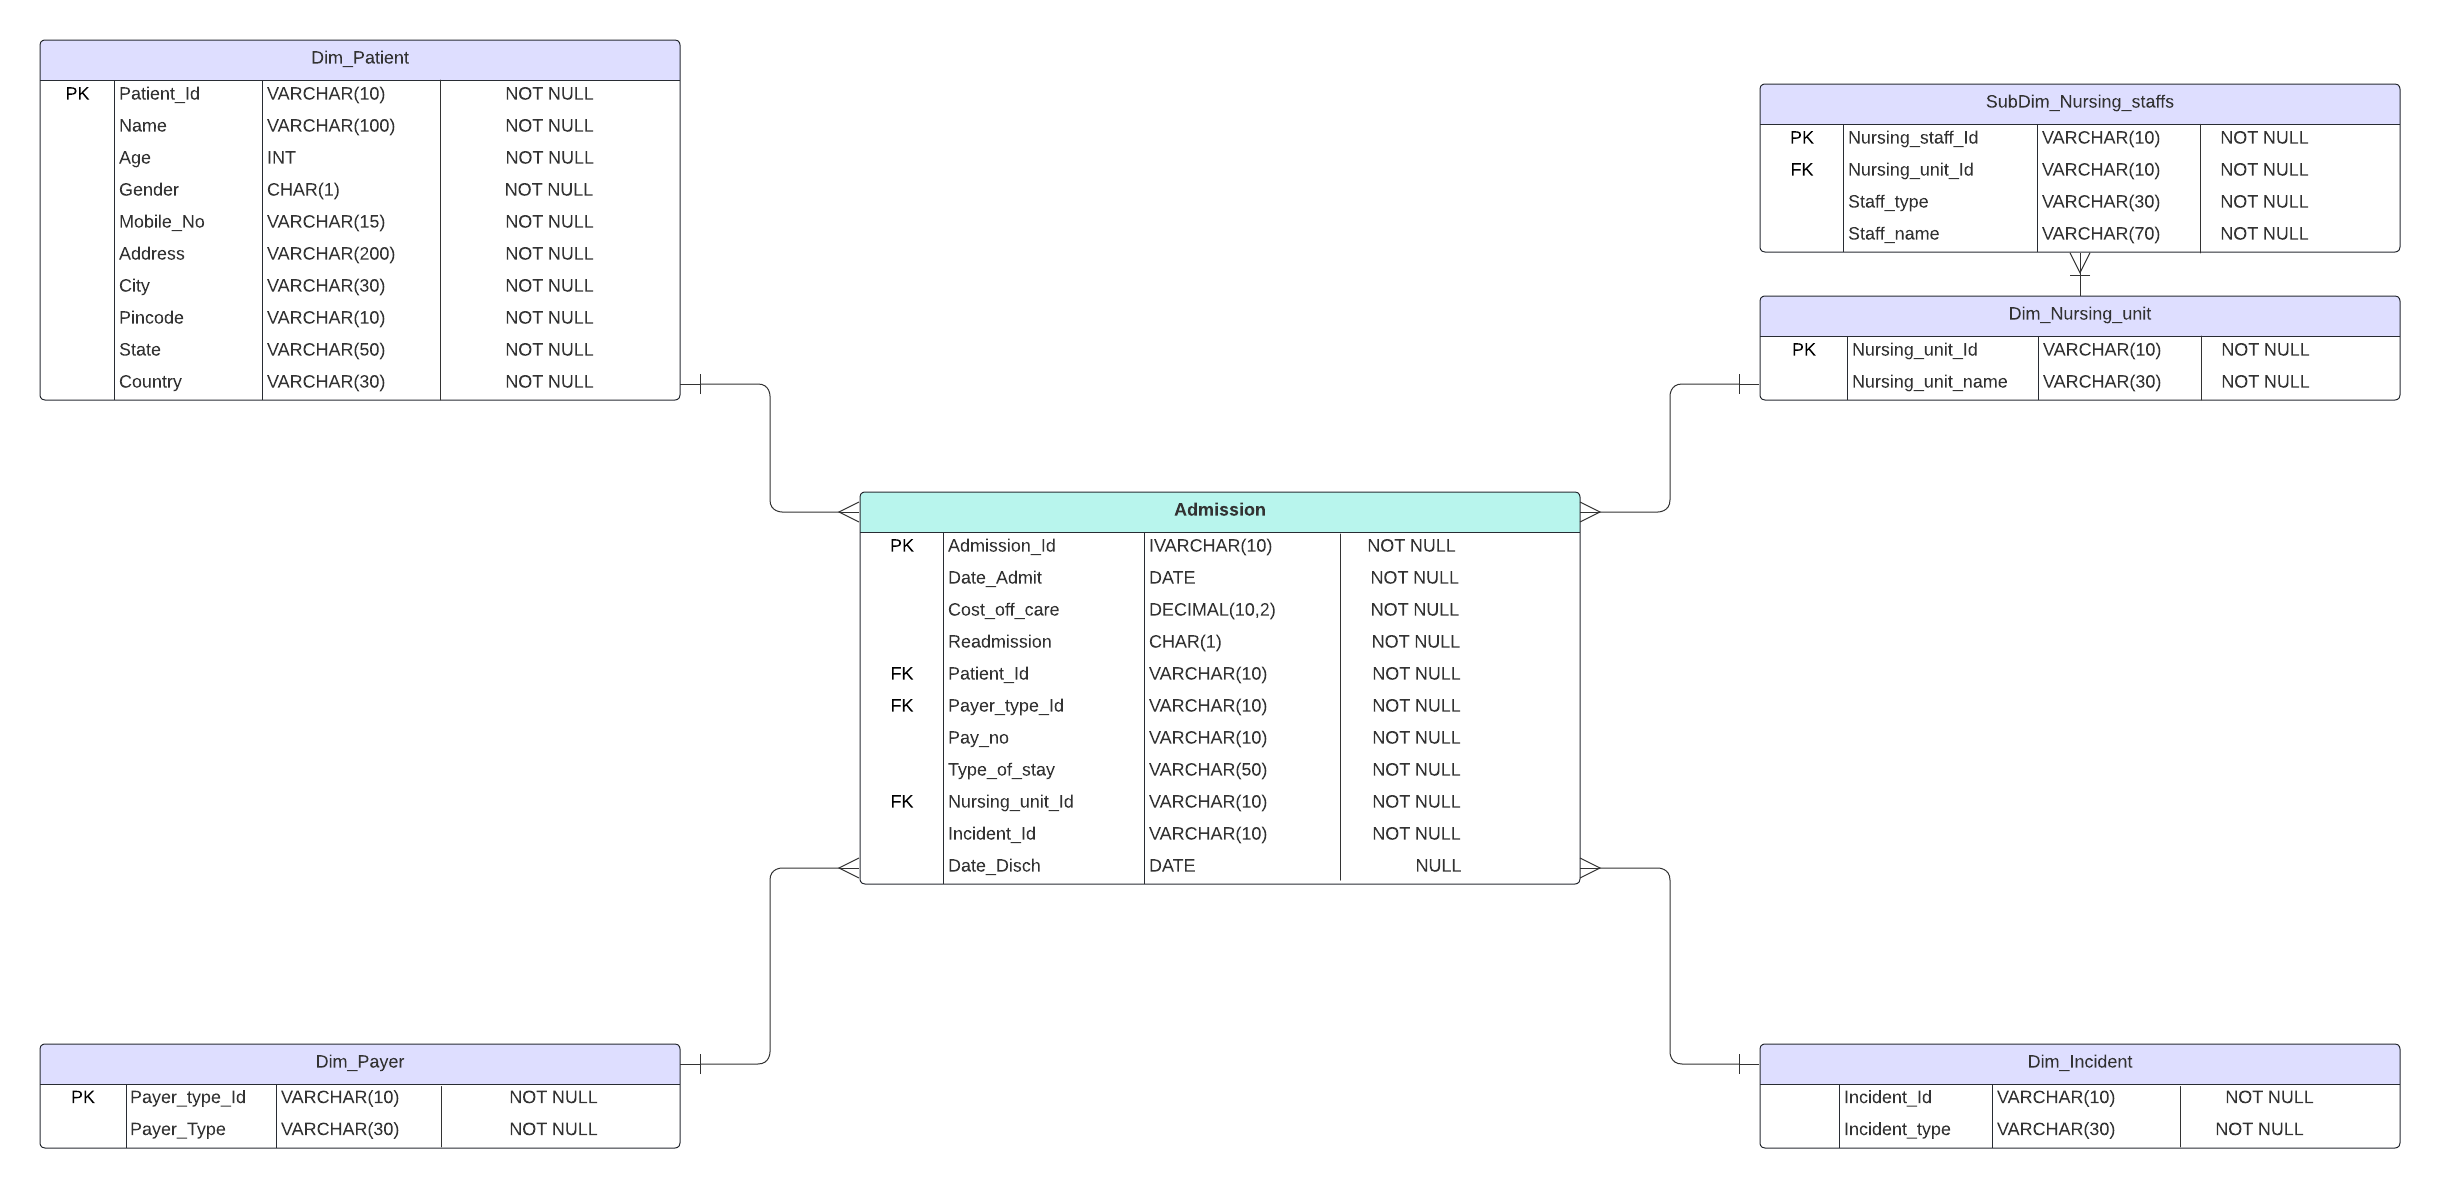 Dim_Patient
PK Patient_Id VARCHAR(10) NOT NULL
Name VARCHAR(100) NOT NULL
Age INT NOT NULL
Gender CHAR(1) NOT NULL
Mobile_No VARCHAR(15) NOT NULL
Address VARCHAR(200) NOT NULL
City VARCHAR(30) NOT NULL
Pincode VARCHAR(10) NOT NULL
State VARCHAR(50) NOT NULL
Country VARCHAR(30) NOT NULL
SubDim_Nursing_staffs
PK Nursing_staff_Id VARCHAR(10) NOT NULL
FK Nursing_unit_Id VARCHAR(10) NOT NULL
Staff_type VARCHAR(30) NOT NULL
Staff_name VARCHAR(70) NOT NULL
Dim_Nursing_unit
PK Nursing_unit_Id VARCHAR(10) NOT NULL
Nursing_unit_name VARCHAR(30) NOT NULL
Admission
PK Admission_Id IVARCHAR(10) NOT NULL
Date_Admit DATE NOT NULL
Cost_off_care DECIMAL(10,2) NOT NULL
Readmission CHAR(1) NOT NULL
FK Patient_Id VARCHAR(10) NOT NULL
FK Payer_type_Id VARCHAR(10) NOT NULL
Pay_no VARCHAR(10) NOT NULL
Type_of_stay VARCHAR(50) NOT NULL
FK Nursing_unit_Id VARCHAR(10) NOT NULL
Incident_Id VARCHAR(10) NOT NULL
Date_Disch DATE NULL
Dim_Payer
PK Payer_type_Id VARCHAR(10) NOT NULL
Payer_Type VARCHAR(30) NOT NULL
Dim_Incident
Incident_Id VARCHAR(10) NOT NULL
Incident_type VARCHAR(30) NOT NULL